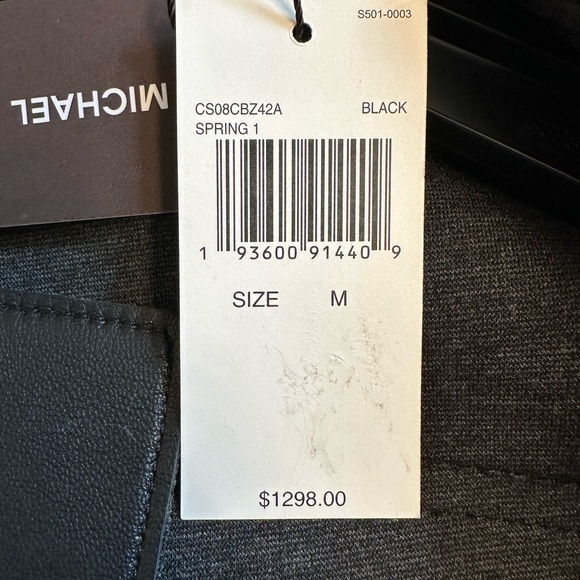 S501-0003
MICHAEL
CS08CBZ42A BLACK
SPRING 1
1 93600 91440 9
SIZE M
$1298.00